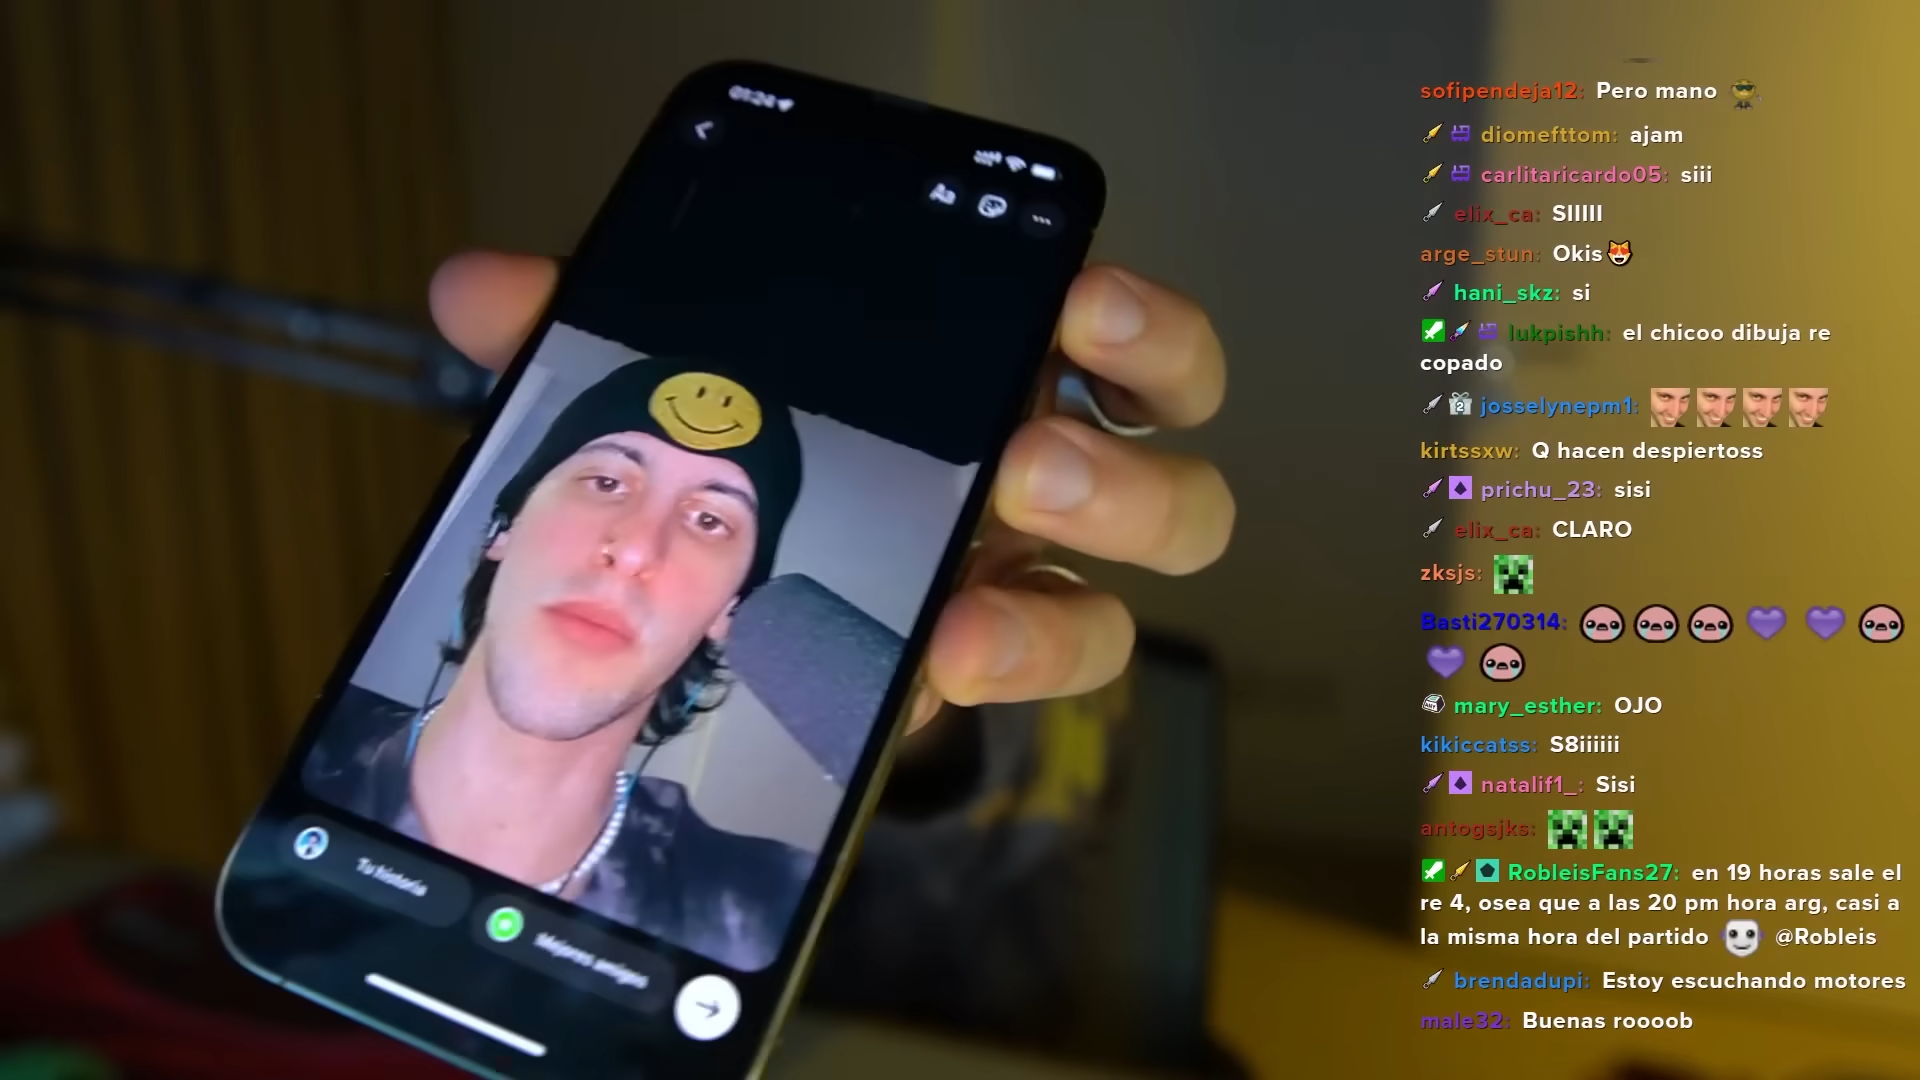 01:24
Aa
Tu historia
Mejores amigos
sofipendeja12: Pero mano
diomefttom: ajam
carlitaricardo05: siii
elix_ca: SIIIII
arge_stun: Okis
hani_skz: si
lukpishh: el chicoo dibuja re
copado
josselynepm1:
kirtssxw: Q hacen despiertoss
prichu_23: sisi
elix_ca: CLARO
zksjs:
Basti270314:
mary_esther: OJO
kikiccatss: S8iiiiii
natalif1_: Sisi
antogsjks:
RobleisFans27: en 19 horas sale el
re 4, osea que a las 20 pm hora arg, casi a
la misma hora del partido @Robleis
brendadupi: Estoy escuchando motores
male32: Buenas roooob